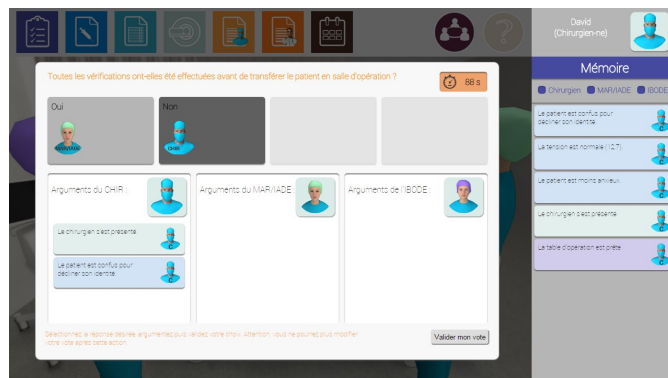 David
(Chirurgien-ne)
Toutes les vérifications ont-elles été effectuées avant de transférer le patient en salle d'opération ?
88 s
Mémoire
Chirurgien
MAR/IADE
IBODE
Oui
Non
MAR/IADE
CHIR
Le patient est confus pour
décliner son identité
C
La tension est normale (12.7)
C
Le patient est moins anxieux
C
Arguments du CHIR :
Arguments du MAR/IADE :
Arguments de l'IBODE :
Le chirurgien s'est présenté
C
La table d'opération est prête
C
Le chirurgien s'est présenté
C
Le patient est confus pour
décliner son identité
C
Sélectionnez la réponse désirée, argumentez puis validez votre choix. Attention, vous ne pourrez plus modifier
votre vote après cette action
Valider mon vote